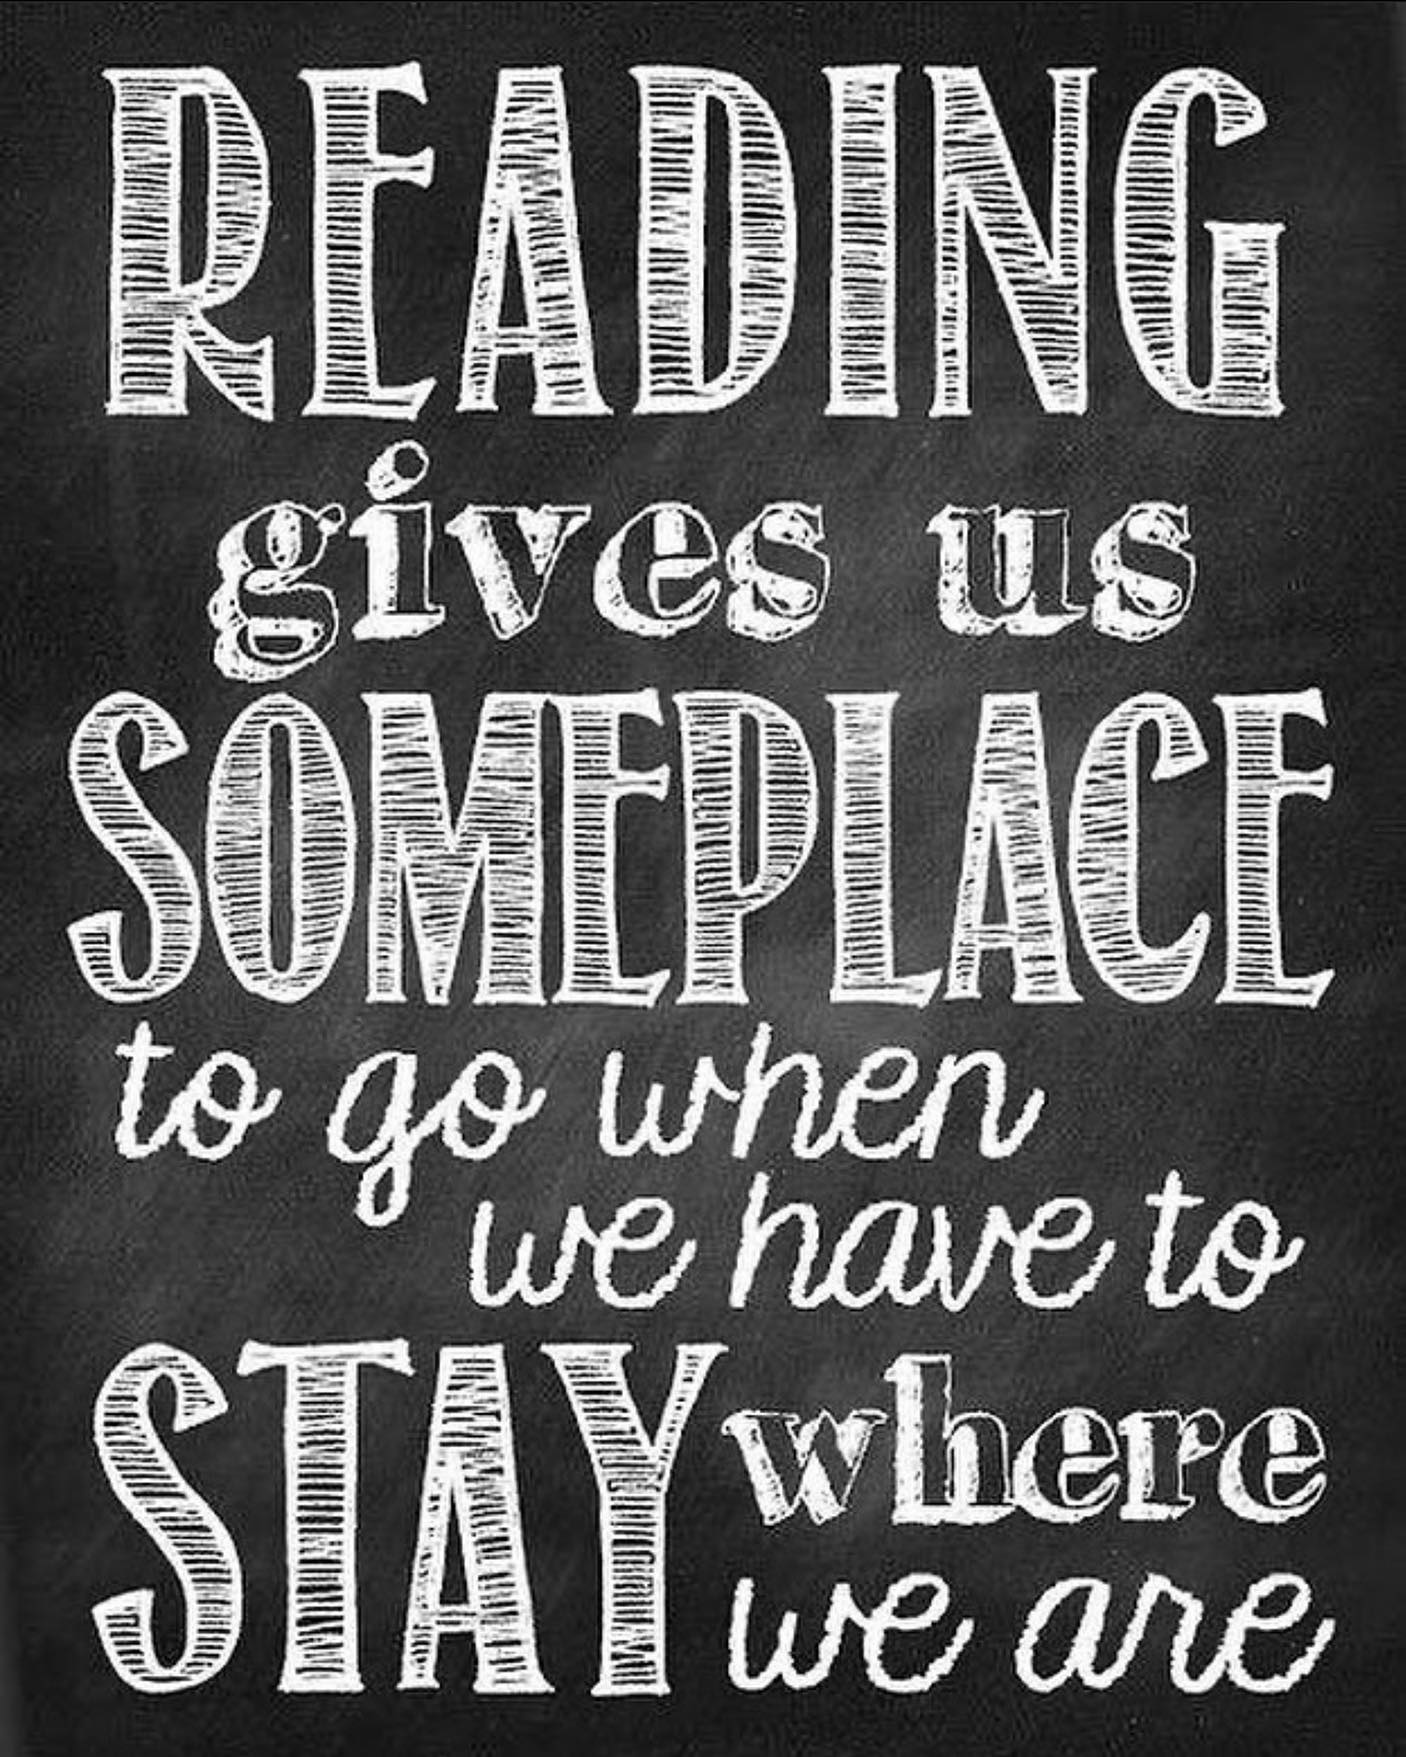 READING
gives us
SOMEPLACE
to go when
we have to
STAY where
we are